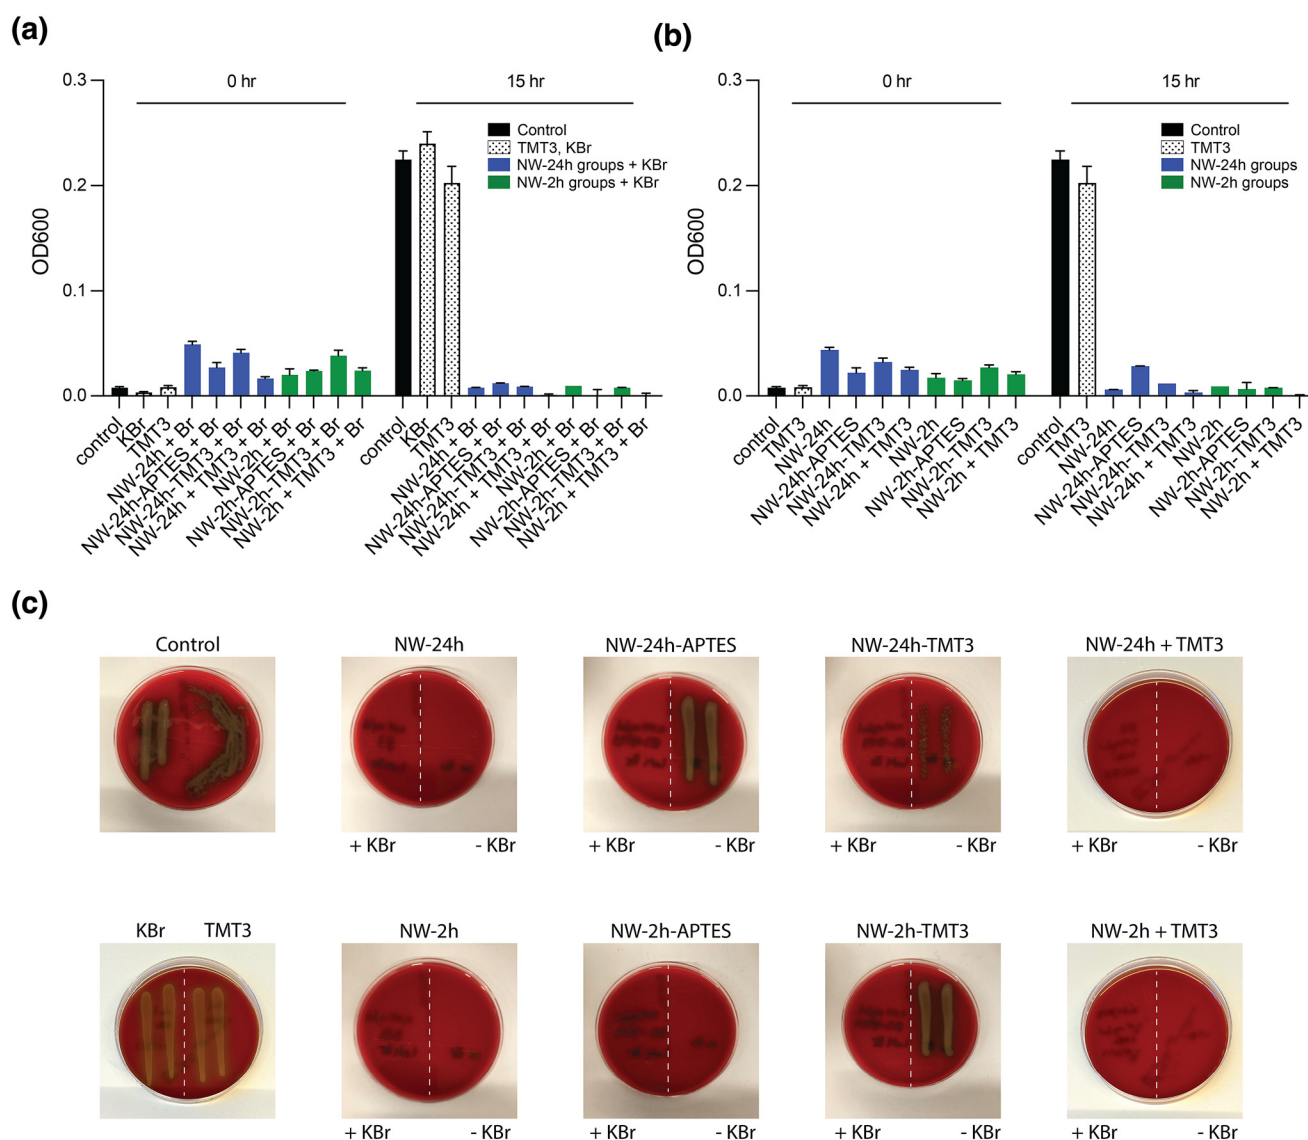 (a)
0.3
0.2
0.1
0.0
OD600
0 hr
15 hr
Control
TMT3, KBr
NW-24h groups + KBr
NW-2h groups + KBr
control
KBr
TMT3
NW-24h + Br
NW-24h-APTES + Br
NW-24h-TMT3 + Br
NW-24h + TMT3 + Br
NW-2h + Br
NW-2h-APTES + Br
NW-2h-TMT3 + Br
NW-2h + TMT3 + Br
control
KBr
TMT3
NW-24h + Br
NW-24h-APTES + Br
NW-24h-TMT3 + Br
NW-24h + TMT3 + Br
NW-2h + Br
NW-2h-APTES + Br
NW-2h-TMT3 + Br
NW-2h + TMT3 + Br
(b)
0.3
0.2
0.1
0.0
OD600
0 hr
15 hr
Control
TMT3
NW-24h groups
NW-2h groups
control
TMT3
NW-24h
NW-24h-APTES
NW-24h-TMT3
NW-24h + TMT3
NW-2h
NW-2h-APTES
NW-2h-TMT3
NW-2h + TMT3
control
TMT3
NW-24h
NW-24h-APTES
NW-24h-TMT3
NW-24h + TMT3
NW-2h
NW-2h-APTES
NW-2h-TMT3
NW-2h + TMT3
(c)
Control
NW-24h
NW-24h-APTES
NW-24h-TMT3
NW-24h + TMT3
+ KBr - KBr
+ KBr - KBr
+ KBr - KBr
+ KBr - KBr
KBr TMT3
NW-2h
NW-2h-APTES
NW-2h-TMT3
NW-2h + TMT3
+ KBr - KBr
+ KBr - KBr
+ KBr - KBr
+ KBr - KBr